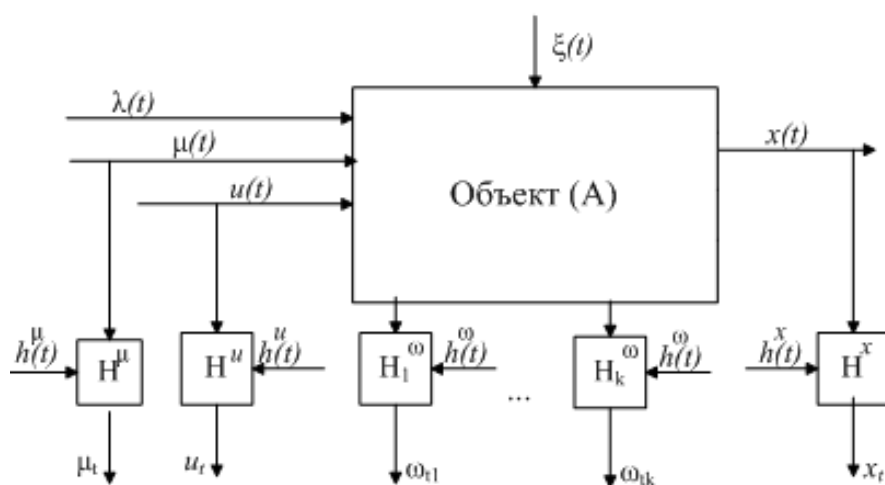 ξ(t)
λ(t)
μ(t)
x(t)
u(t)
Объект (А)
h(t)^μ
H^μ
H^u
h(t)^u
H_1^ω
h(t)^ω
...
H_k^ω
h(t)^ω
h(t)^x
H^x
μ_t
u_t
ω_t1
ω_tk
x_t